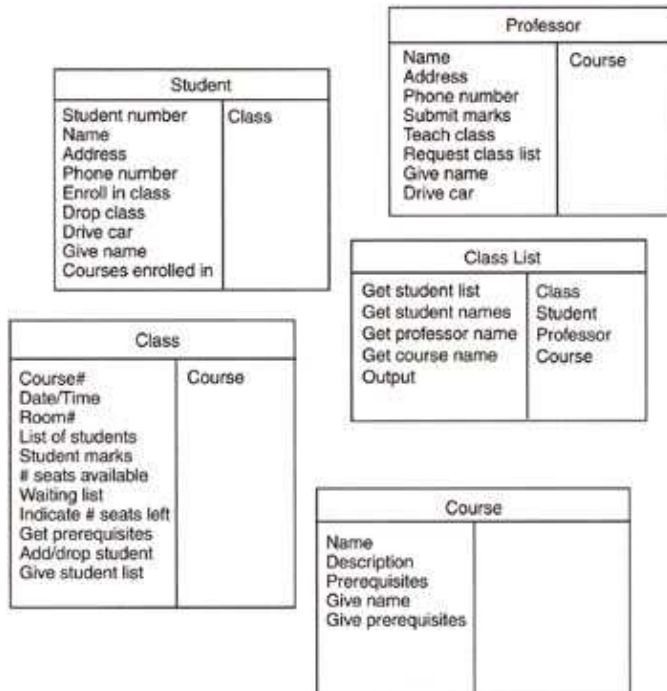 Professor
Name
Address
Phone number
Submit marks
Teach class
Request class list
Give name
Drive car
Course
Student
Student number
Name
Address
Phone number
Enroll in class
Drop class
Drive car
Give name
Courses enrolled in
Class
Class List
Get student list
Get student names
Get professor name
Get course name
Output
Class
Student
Professor
Course
Class
Course#
Date/Time
Room#
List of students
Student marks
# seats available
Waiting list
Indicate # seats left
Get prerequisites
Add/drop student
Give student list
Course
Course
Name
Description
Prerequisites
Give name
Give prerequisites